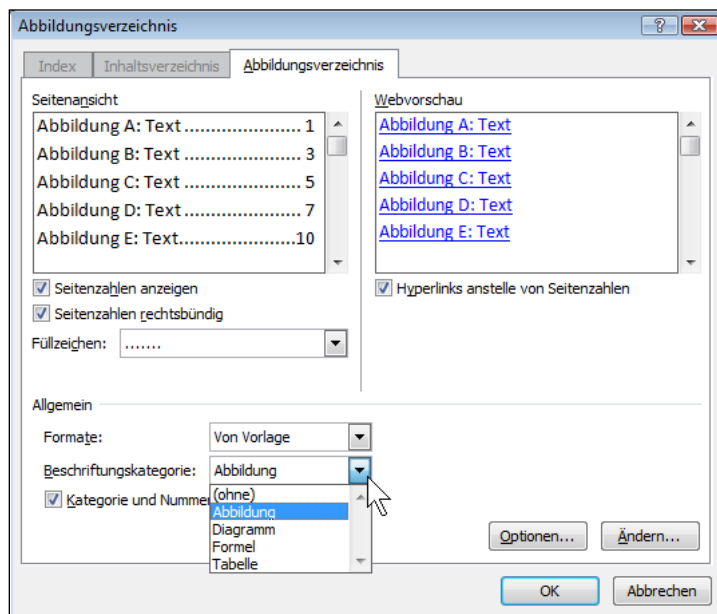 Abbildungsverzeichnis
Index Inhaltsverzeichnis Abbildungsverzeichnis
Seitenansicht
Abbildung A: Text ...................... 1
Abbildung B: Text ...................... 3
Abbildung C: Text ...................... 5
Abbildung D: Text ...................... 7
Abbildung E: Text......................10
Webvorschau
Abbildung A: Text
Abbildung B: Text
Abbildung C: Text
Abbildung D: Text
Abbildung E: Text
Seitenzahlen anzeigen
Seitenzahlen rechtsbündig
Füllzeichen: .......
Hyperlinks anstelle von Seitenzahlen
Allgemein
Formate: Von Vorlage
Beschriftungskategorie: Abbildung
Kategorie und
(ohne)
Abbildung
Diagramm
Formel
Tabelle
Optionen... Ändern...
OK Abbrechen